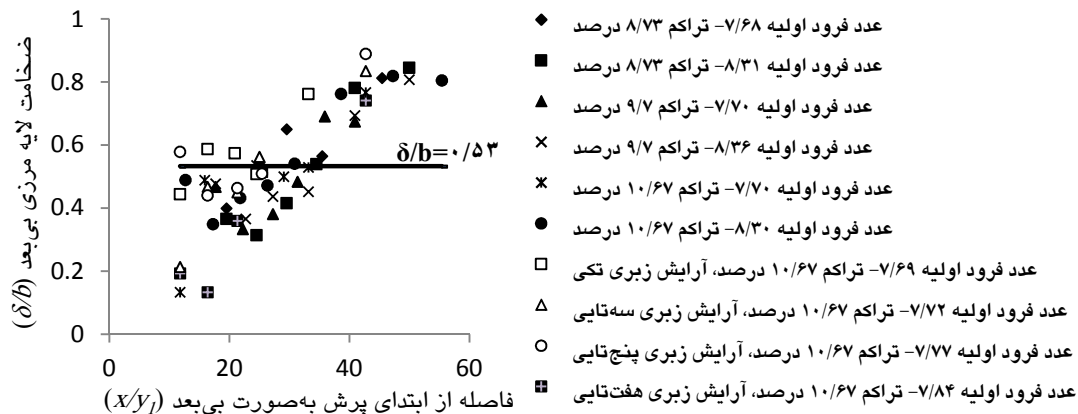 ضخامت لایه مرزی بی‌بعد (δ/b)
1
0.8
0.6
0.4
0.2
0
δ/b=۰/۵۳
0
20
40
60
فاصله از ابتدای پرش به‌صورت بی‌بعد (x/y1)
عدد فرود اولیه ۷/۶۸- تراکم ۸/۷۳ درصد
عدد فرود اولیه ۸/۳۱- تراکم ۸/۷۳ درصد
عدد فرود اولیه ۷/۷۰- تراکم ۹/۷ درصد
عدد فرود اولیه ۸/۳۶- تراکم ۹/۷ درصد
عدد فرود اولیه ۷/۷۰- تراکم ۱۰/۶۷ درصد
عدد فرود اولیه ۸/۳۰- تراکم ۱۰/۶۷ درصد
عدد فرود اولیه ۷/۶۹- تراکم ۱۰/۶۷ درصد، آرایش زبری تکی
عدد فرود اولیه ۷/۷۲- تراکم ۱۰/۶۷ درصد، آرایش زبری سه‌تایی
عدد فرود اولیه ۷/۷۷- تراکم ۱۰/۶۷ درصد، آرایش زبری پنج‌تایی
عدد فرود اولیه ۷/۸۴- تراکم ۱۰/۶۷ درصد، آرایش زبری هفت‌تایی